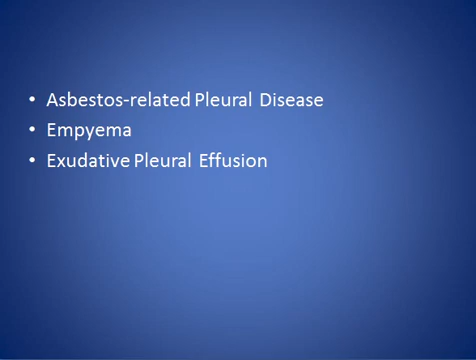 • Asbestos-related Pleural Disease
• Empyema
• Exudative Pleural Effusion